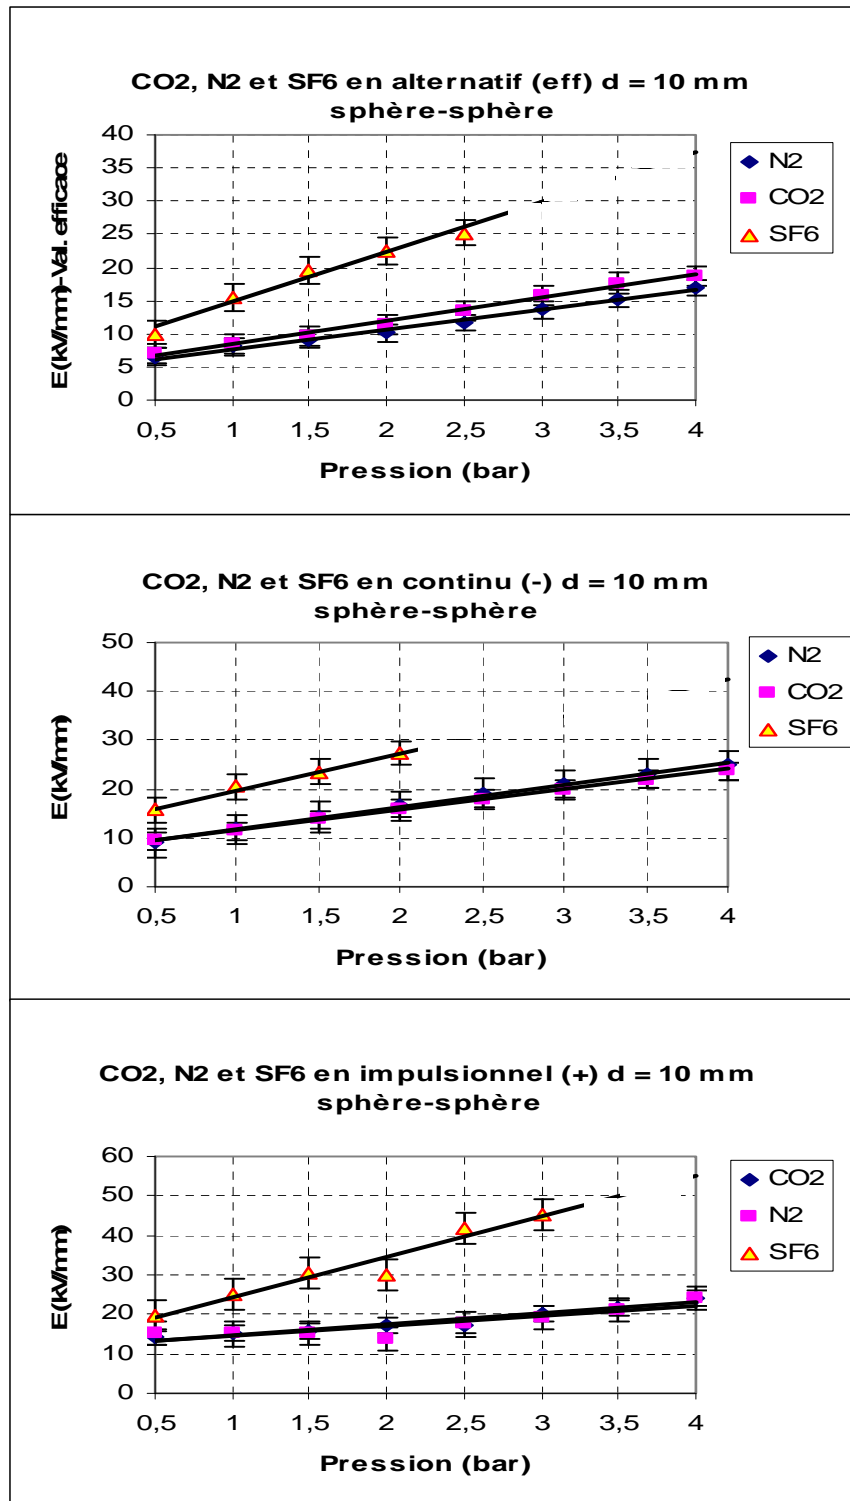 CO2, N2 et SF6 en alternatif (eff) d = 10 mm
sphère-sphère
E(kV/mm)-Val. efficace
40
35
30
25
20
15
10
5
0
0,5 1 1,5 2 2,5 3 3,5 4
Pression (bar)
N2
CO2
SF6
CO2, N2 et SF6 en continu (-) d = 10 mm
sphère-sphère
E(kV/mm)
50
40
30
20
10
0
0,5 1 1,5 2 2,5 3 3,5 4
Pression (bar)
N2
CO2
SF6
CO2, N2 et SF6 en impulsionnel (+) d = 10 mm
sphère-sphère
E(kV/mm)
60
50
40
30
20
10
0
0,5 1 1,5 2 2,5 3 3,5 4
Pression (bar)
CO2
N2
SF6